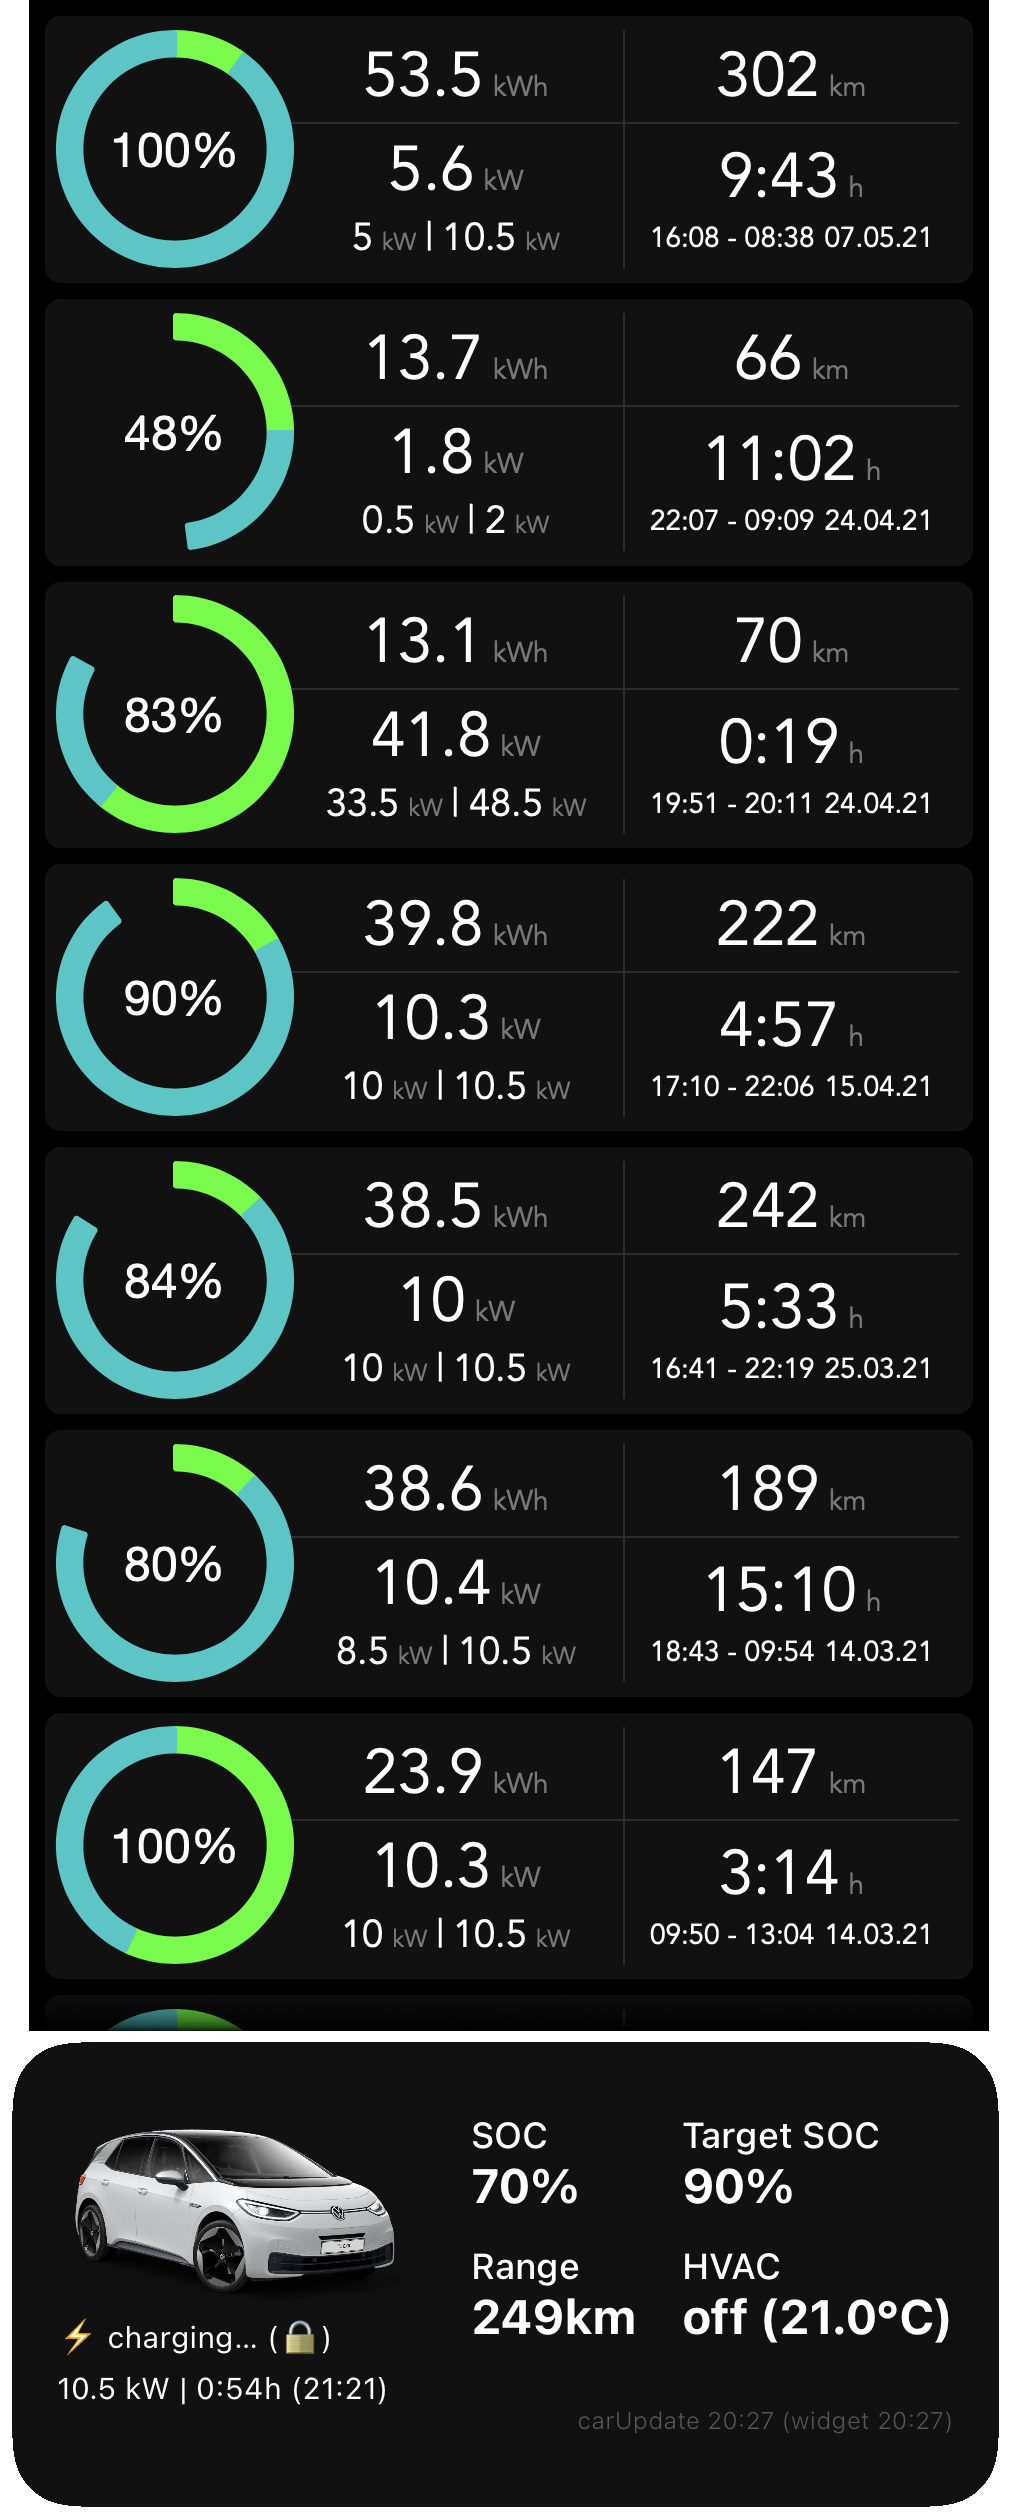 100%
53.5 kWh
302 km
5.6 kW
9:43 h
5 kW | 10.5 kW
16:08 - 08:38 07.05.21
48%
13.7 kWh
66 km
1.8 kW
11:02 h
0.5 kW | 2 kW
22:07 - 09:09 24.04.21
83%
13.1 kWh
70 km
41.8 kW
0:19 h
33.5 kW | 48.5 kW
19:51 - 20:11 24.04.21
90%
39.8 kWh
222 km
10.3 kW
4:57 h
10 kW | 10.5 kW
17:10 - 22:06 15.04.21
84%
38.5 kWh
242 km
10 kW
5:33 h
10 kW | 10.5 kW
16:41 - 22:19 25.03.21
80%
38.6 kWh
189 km
10.4 kW
15:10 h
8.5 kW | 10.5 kW
18:43 - 09:54 14.03.21
100%
23.9 kWh
147 km
10.3 kW
3:14 h
10 kW | 10.5 kW
09:50 - 13:04 14.03.21
SOC
70%
Target SOC
90%
Range
249km
HVAC
off (21.0°C)
⚡ charging... (🔒)
10.5 kW | 0:54h (21:21)
carUpdate 20:27 (widget 20:27)